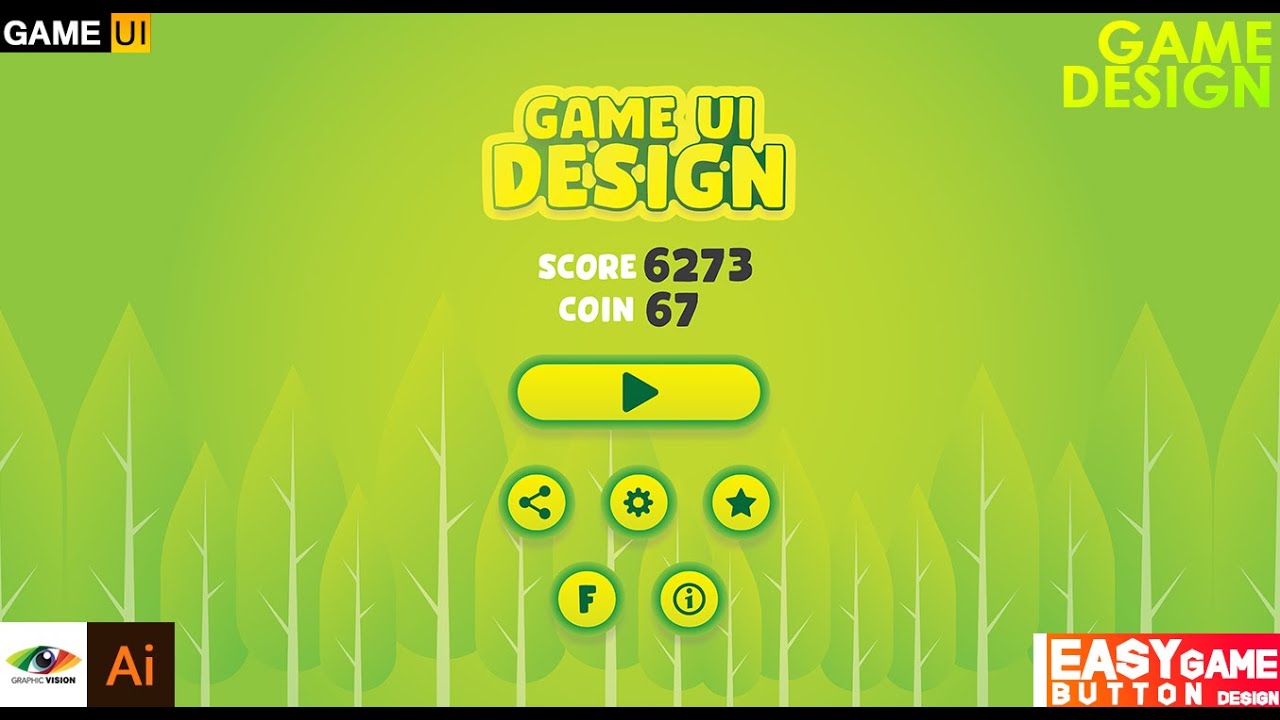 GAME UI
GAME
DESIGN
GAME UI
DESIGN
SCORE 6273
COIN 67
F
i
GRAPHIC VISION
Ai
EASY GAME
BUTTON DESIGN